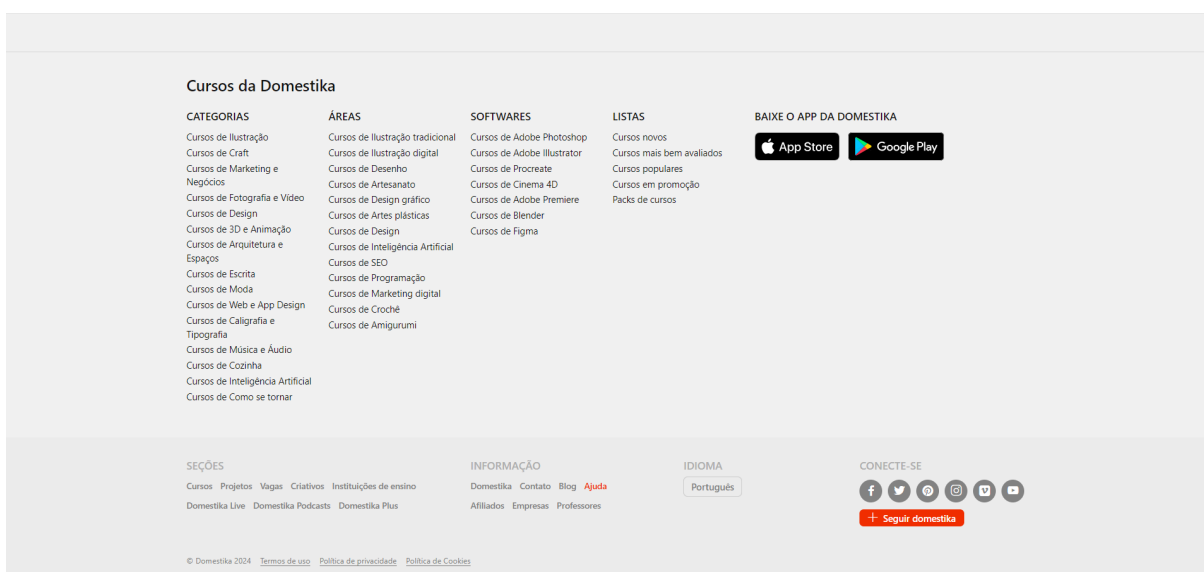 Cursos da Domestika
CATEGORIAS
Cursos de Ilustração
Cursos de Craft
Cursos de Marketing e
Negócios
Cursos de Fotografia e Vídeo
Cursos de Design
Cursos de 3D e Animação
Cursos de Arquitetura e
Espaços
Cursos de Escrita
Cursos de Moda
Cursos de Web e App Design
Cursos de Caligrafia e
Tipografia
Cursos de Música e Áudio
Cursos de Cozinha
Cursos de Inteligência Artificial
Cursos de Como se tornar
ÁREAS
Cursos de Ilustração tradicional
Cursos de Ilustração digital
Cursos de Desenho
Cursos de Artesanato
Cursos de Design gráfico
Cursos de Artes plásticas
Cursos de Design
Cursos de Inteligência Artificial
Cursos de SEO
Cursos de Programação
Cursos de Marketing digital
Cursos de Crochê
Cursos de Amigurumi
SOFTWARES
Cursos de Adobe Photoshop
Cursos de Adobe Illustrator
Cursos de Procreate
Cursos de Cinema 4D
Cursos de Adobe Premiere
Cursos de Blender
Cursos de Figma
LISTAS
Cursos novos
Cursos mais bem avaliados
Cursos populares
Cursos em promoção
Packs de cursos
BAIXE O APP DA DOMESTIKA
App Store
Google Play
SEÇÕES
Cursos Projetos Vagas Criativos Instituições de ensino
Domestika Live Domestika Podcasts Domestika Plus
INFORMAÇÃO
Domestika Contato Blog Ajuda
Afiliados Empresas Professores
IDIOMA
Português
CONECTE-SE
+ Seguir domestika
© Domestika 2024 Termos de uso Política de privacidade Política de Cookies